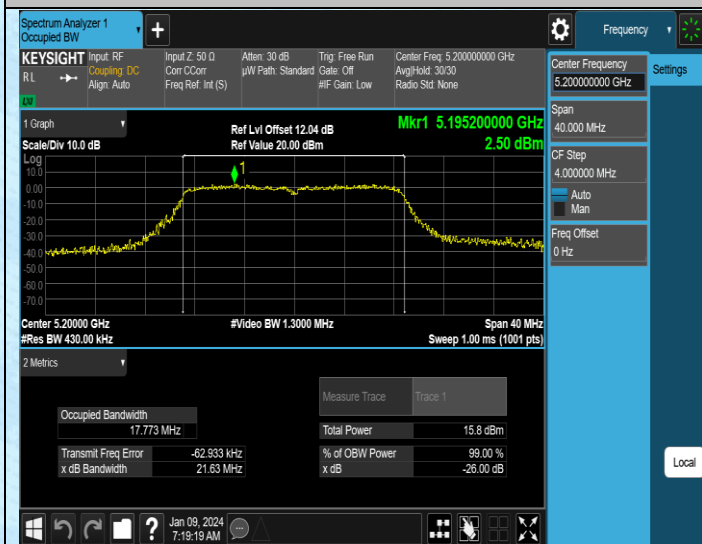 Spectrum Analyzer 1
Occupied BW
+
Frequency
KEYSIGHT
RL
LXI
Input: RF
Coupling: DC
Align: Auto
Input Z: 50 Ω
Corr CCorr
Freq Ref: Int (S)
Atten: 30 dB
µW Path: Standard
Trig: Free Run
Gate: Off
#IF Gain: Low
Center Freq: 5.200000000 GHz
Avg|Hold: 30/30
Radio Std: None
Center Frequency
5.200000000 GHz
Settings
Span
40.000 MHz
CF Step
4.000000 MHz
Auto
Man
Freq Offset
0 Hz
Local
1 Graph
Scale/Div 10.0 dB
Ref Lvl Offset 12.04 dB
Ref Value 20.00 dBm
Mkr1 5.195200000 GHz
2.50 dBm
Log
10.0
0.00
-10.0
-20.0
-30.0
-40.0
-50.0
-60.0
-70.0
1
Center 5.20000 GHz
#Video BW 1.3000 MHz
Span 40 MHz
#Res BW 430.00 kHz
Sweep 1.00 ms (1001 pts)
2 Metrics
Measure Trace Trace 1
Occupied Bandwidth
17.773 MHz
Total Power 15.8 dBm
Transmit Freq Error -62.933 kHz
% of OBW Power 99.00 %
x dB Bandwidth 21.63 MHz
x dB -26.00 dB
?
Jan 09, 2024
7:19:19 AM